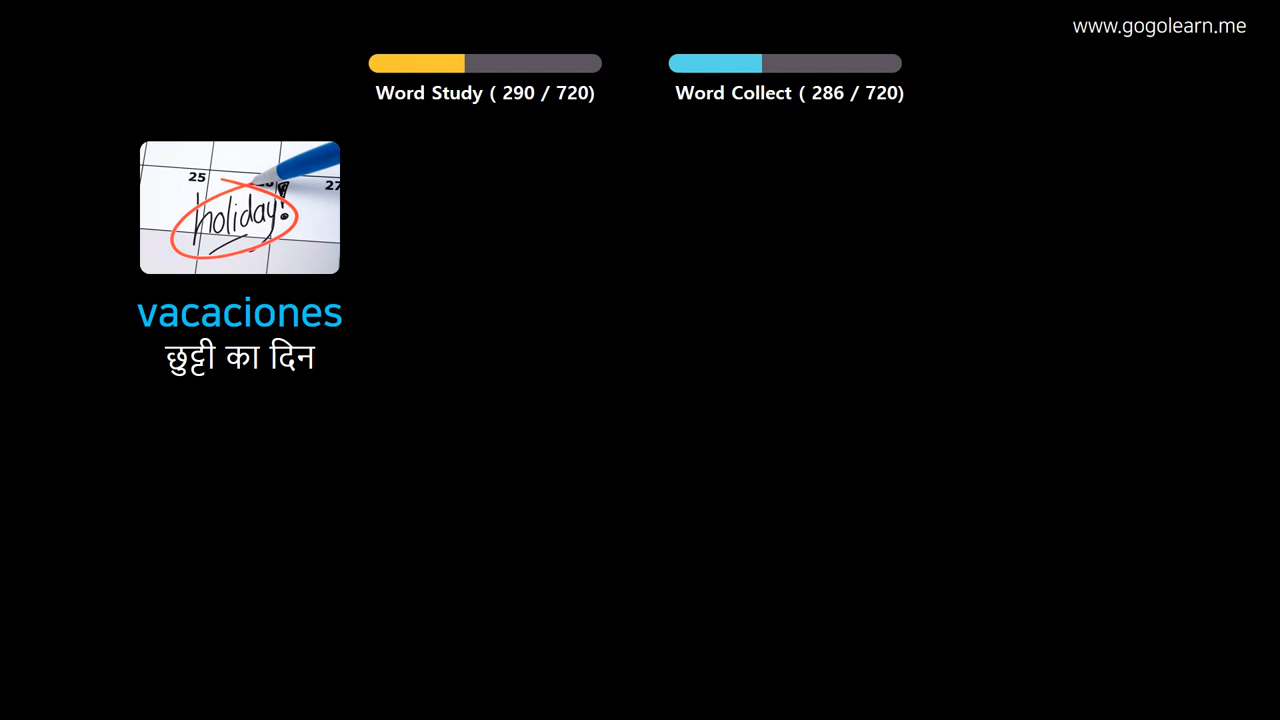 www.gogolearn.me
Word Study ( 290 / 720)
Word Collect ( 286 / 720)
25
27
holiday!
vacaciones
छुट्टी का दिन